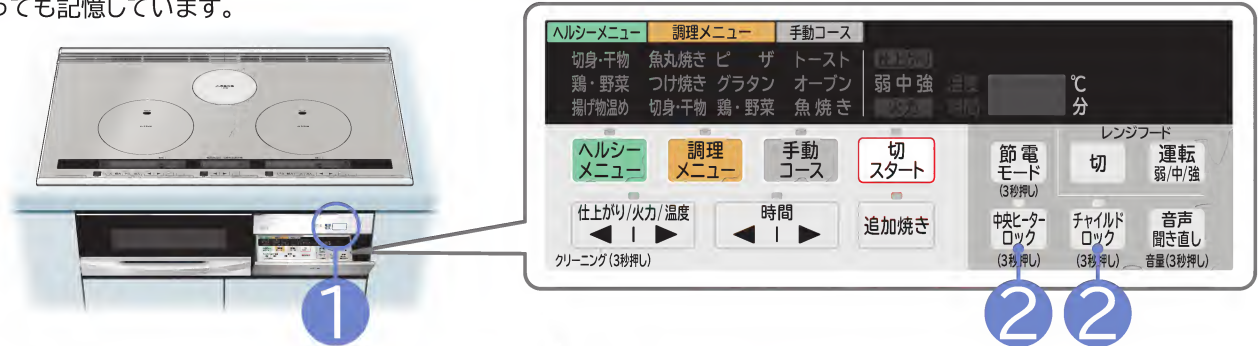 っても記憶しています。
ヘルシーメニュー 調理メニュー 手動コース
切身・干物 魚丸焼き ピ ザ トースト
鶏・野菜 つけ焼き グラタン オーブン 弱 中 強 ℃
揚げ物温め 切身・干物 鶏・野菜 魚 焼 き 分
レンジフード
ヘルシー
メニュー
調理
メニュー
手動
コース
切
スタート
節電
モード
(3秒押し)
切
運転
弱/中/強
仕上がり/火力/温度
◀ I ▶
クリーニング(3秒押し)
時間
◀ I ▶
追加焼き
中央ヒーター
ロック
(3秒押し)
チャイルド
ロック
(3秒押し)
音声
聞き直し
音量(3秒押し)
1
2
2